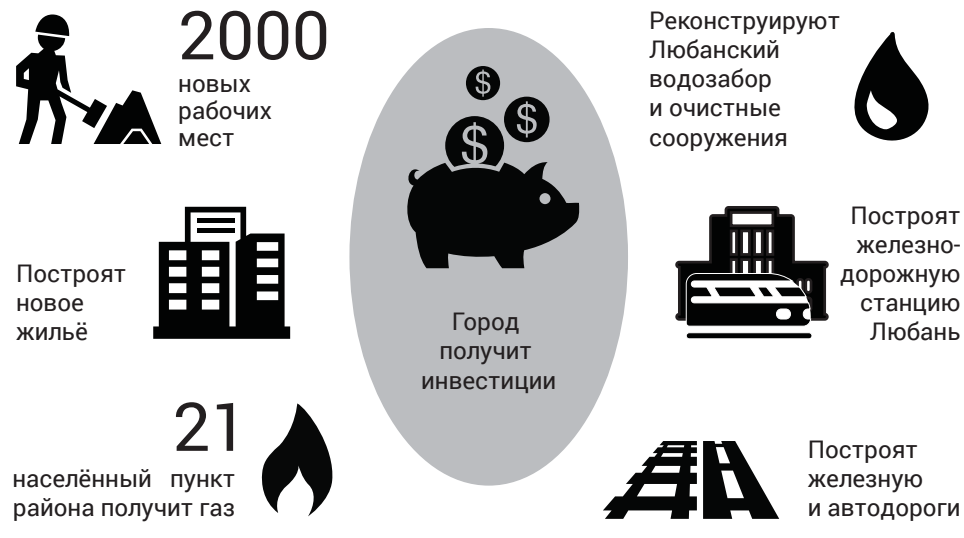 2000
новых
рабочих
мест
Построят
новое
жильё
21
населённый пункт
района получит газ
$
$
$
Город
получит
инвестиции
Реконструируют
Любанский
водозабор
и очистные
сооружения
Построят
железно-
дорожную
станцию
Любань
Построят
железную
и автодороги